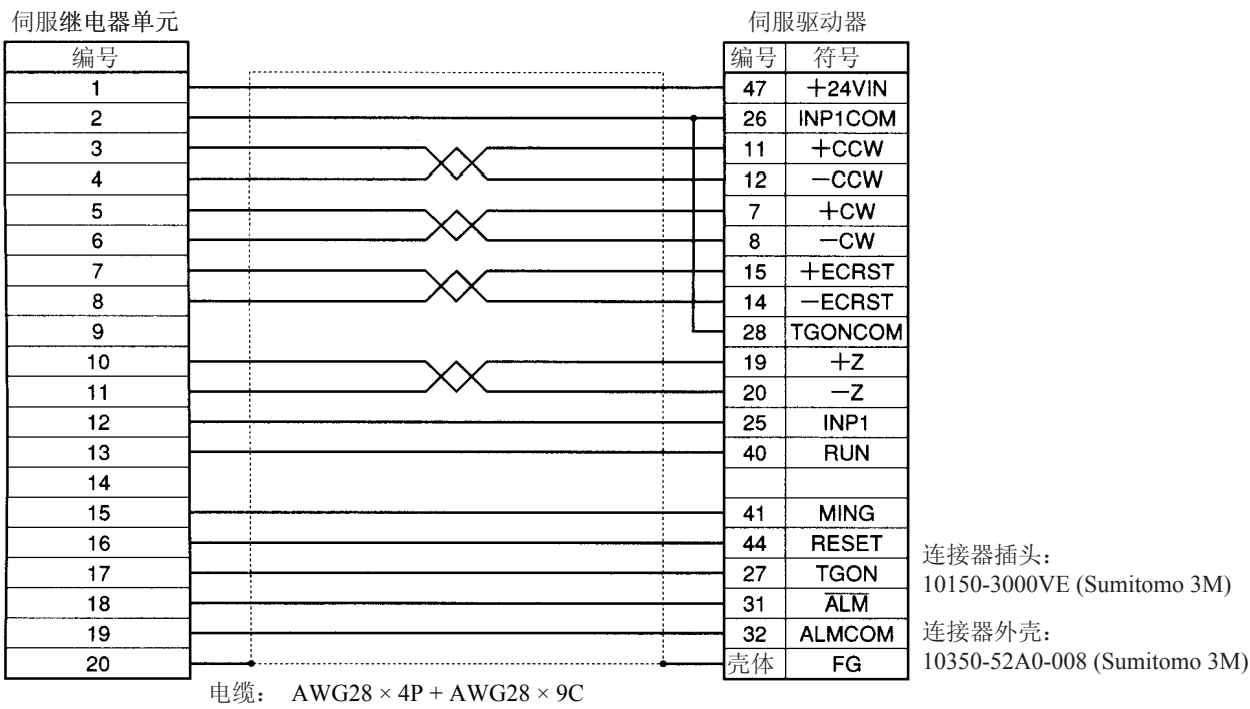 伺服继电器单元 伺服驱动器
编号 编号 符号
1 47 +24VIN
2 26 INP1COM
3 11 +CCW
4 12 −CCW
5 7 +CW
6 8 −CW
7 15 +ECRST
8 14 −ECRST
9 28 TGONCOM
10 19 +Z
11 20 −Z
12 25 INP1
13 40 RUN
14
15 41 MING
16 44 RESET
17 27 TGON
18 31 A̅L̅M̅
19 32 ALMCOM
20 壳体 FG
连接器插头：
10150-3000VE (Sumitomo 3M)
连接器外壳：
10350-52A0-008 (Sumitomo 3M)
电缆： AWG28 × 4P + AWG28 × 9C